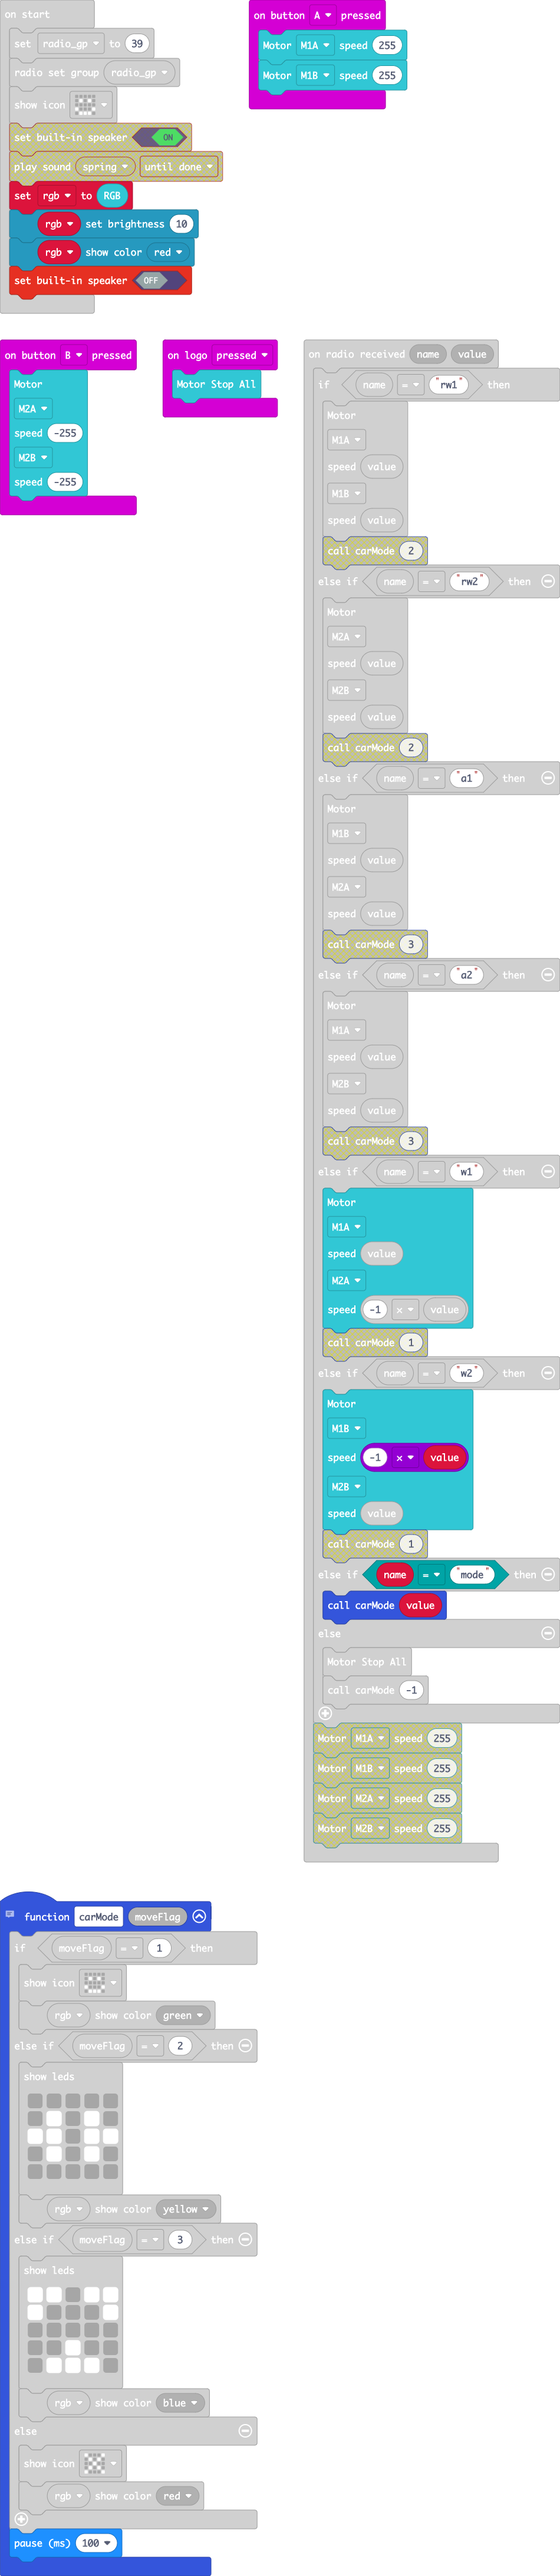 on start
set radio_gp to 39
radio set group radio_gp
show icon
set built-in speaker ON
play sound spring until done
set rgb to RGB
rgb set brightness 10
rgb show color red
set built-in speaker OFF
on button A pressed
Motor M1A speed 255
Motor M1B speed 255
on button B pressed
Motor
M2A
speed -255
M2B
speed -255
on logo pressed
Motor Stop All
on radio received name value
if name = "rw1" then
Motor
M1A
speed value
M1B
speed value
call carMode 2
else if name = "rw2" then
Motor
M2A
speed value
M2B
speed value
call carMode 2
else if name = "a1" then
Motor
M1B
speed value
M2A
speed value
call carMode 3
else if name = "a2" then
Motor
M1A
speed value
M2B
speed value
call carMode 3
else if name = "w1" then
Motor
M1A
speed value
M2A
speed -1 × value
call carMode 1
else if name = "w2" then
Motor
M1B
speed -1 × value
M2B
speed value
call carMode 1
else if name = "mode" then
call carMode value
else
Motor Stop All
call carMode -1
Motor M1A speed 255
Motor M1B speed 255
Motor M2A speed 255
Motor M2B speed 255
function carMode moveFlag
if moveFlag = 1 then
show icon
rgb show color green
else if moveFlag = 2 then
show leds
rgb show color yellow
else if moveFlag = 3 then
show leds
rgb show color blue
else
show icon
rgb show color red
pause (ms) 100